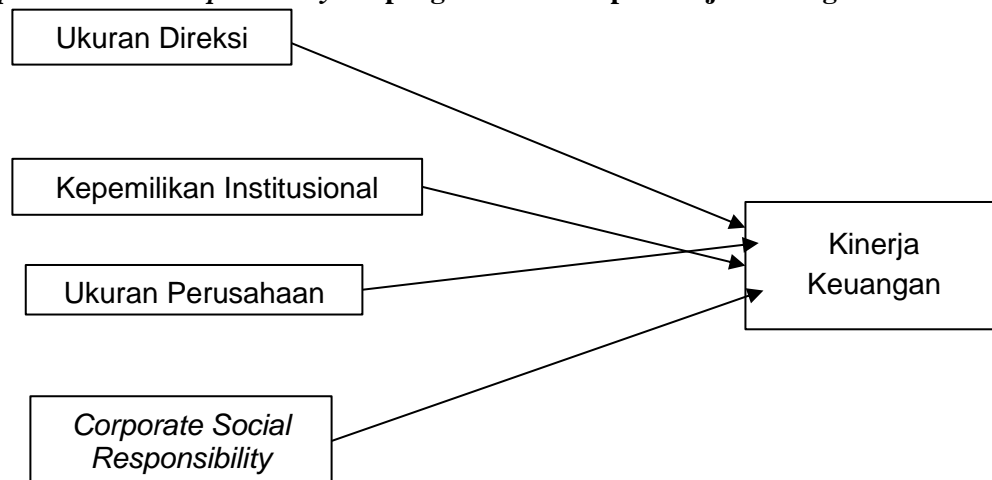 Ukuran Direksi
Kepemilikan Institusional
Kinerja
Keuangan
Ukuran Perusahaan
Corporate Social
Responsibility